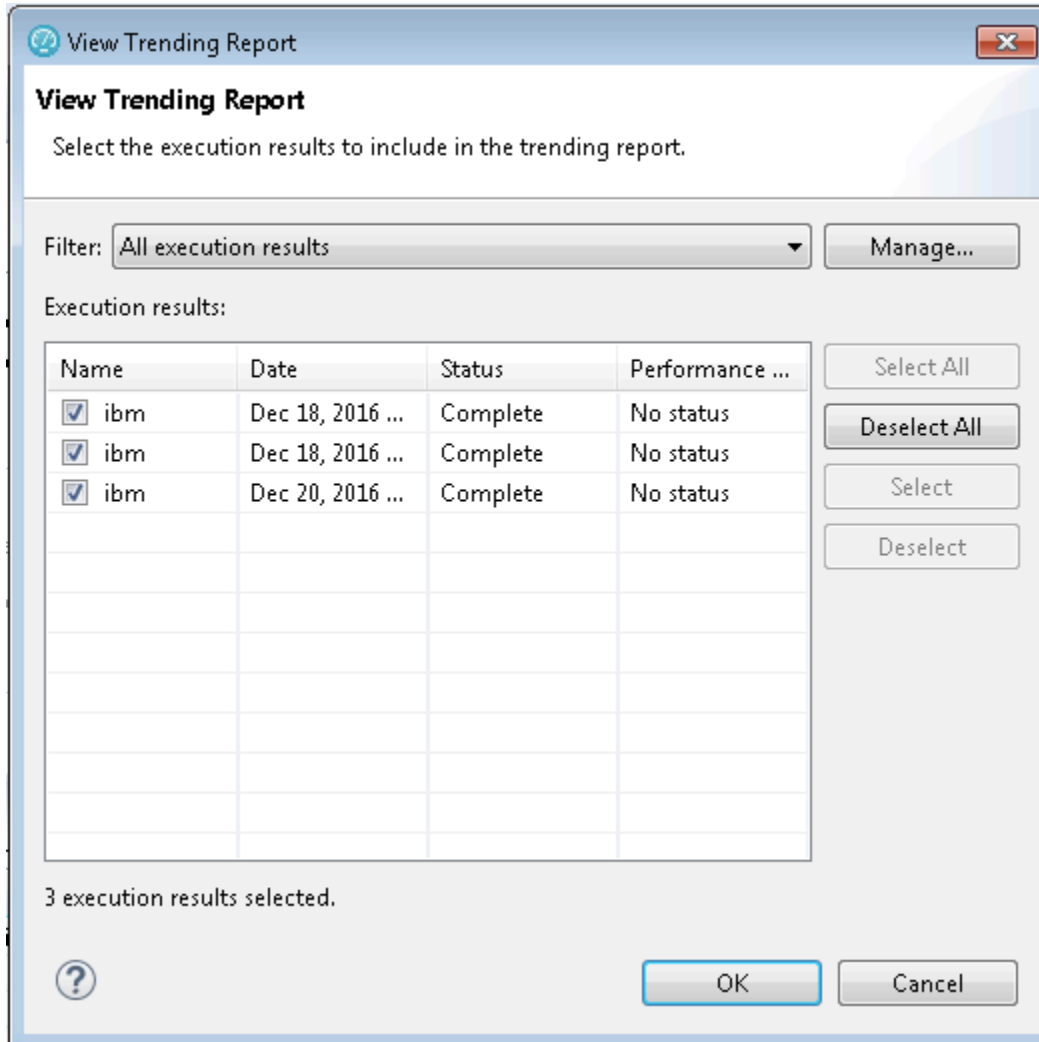 View Trending Report
View Trending Report
Select the execution results to include in the trending report.
Filter: All execution results Manage...
Execution results:
Name Date Status Performance ... Select All
ibm Dec 18, 2016 ... Complete No status Deselect All
ibm Dec 18, 2016 ... Complete No status
ibm Dec 20, 2016 ... Complete No status Select
Deselect
3 execution results selected.
? OK Cancel